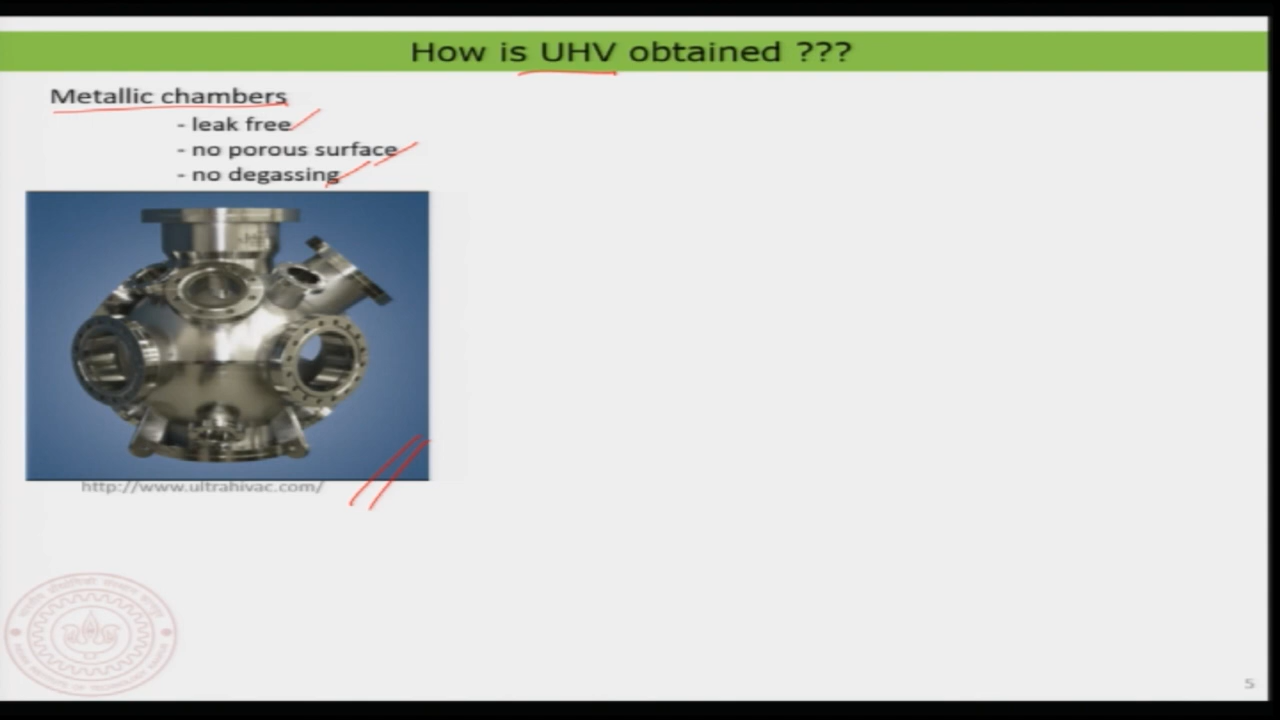 How is UHV obtained ???
Metallic chambers
- leak free
- no porous surface
- no degassing
http://www.ultrahivac.com/
5